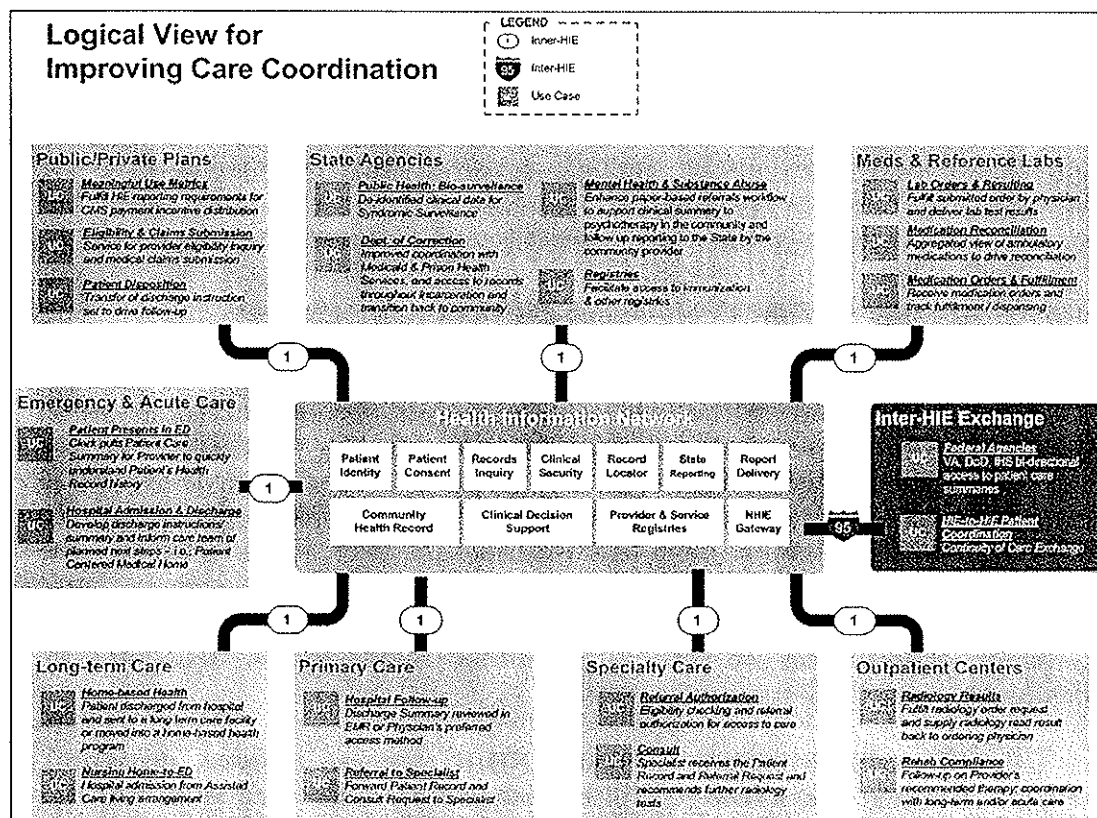 Logical View for
Improving Care Coordination
LEGEND
1 Inner-HIE
95 Inter-HIE
UC Use Case
Public/Private Plans
Meaningful Use Metrics
Fulfill HIE reporting requirements for
CMS payment incentive distribution
Eligibility & Claims Submission
Service for provider eligibility inquiry
and medical claims submission
Patient Disposition
Transfer of discharge instruction
set to drive follow-up
State Agencies
Public Health: Bio-surveillance
De-identified clinical data for
Syndromic Surveillance
Dept. of Correction
Improved coordination with
Medicaid & Prison Health
Services, and access to records
throughout incarceration and
transition back to community
Mental Health & Substance Abuse
Enhance paper-based referrals workflow
to support clinical summary to
psychotherapy in the community and
follow up reporting to the State by the
community provider
Registries
Facilitate access to immunization
& other registries
Meds & Reference Labs
Lab Orders & Resulting
Fulfill submitted order by physician
and deliver lab test results
Medication Reconciliation
Aggregated view of ambulatory
medications to drive reconciliation
Medication Orders & Fulfillment
Receive medication orders and
track fulfillment / dispensing
1
1
1
Emergency & Acute Care
UC Patient Presents in ED
Clerk pulls Patient Care
Summary for Provider to quickly
understand Patient's Health
Record history
UC Hospital Admission & Discharge
Develop discharge instructions/
summary and inform care team of
planned next steps - i.e.; Patient
Centered Medical Home
1
Health Information Network
Patient Identity
Patient Consent
Records Inquiry
Clinical Security
Record Locator
State Reporting
Report Delivery
Community Health Record
Clinical Decision Support
Provider & Service Registries
NHIE Gateway
95
Inter-HIE Exchange
UC Federal Agencies
VA, DoD, IHS bi-directional
access to patient care
summaries
UC HIE-to-HIE Patient
Coordination
Continuity of Care Exchange
1
1
1
1
Long-term Care
Home-based Health
Patient discharged from hospital
and sent to a long term care facility
or moved into a home-based health
program
Nursing Home-to-ED
Hospital admission from Assisted
Care living arrangement
Primary Care
Hospital Follow-up
Discharge Summary reviewed in
EMR or Physician's preferred
access method
Referral to Specialist
Forward Patient Record and
Consult Request to Specialist
Specialty Care
Referral Authorization
Eligibility checking and referral
authorization for access to care
Consult
Specialist receives the Patient
Record and Referral Request and
recommends further radiology
tests
Outpatient Centers
Radiology Results
Fulfill radiology order request
and supply radiology read result
back to ordering physician
Rehab Compliance
Follow-up on Provider's
recommended therapy; coordination
with long-term and/or acute care